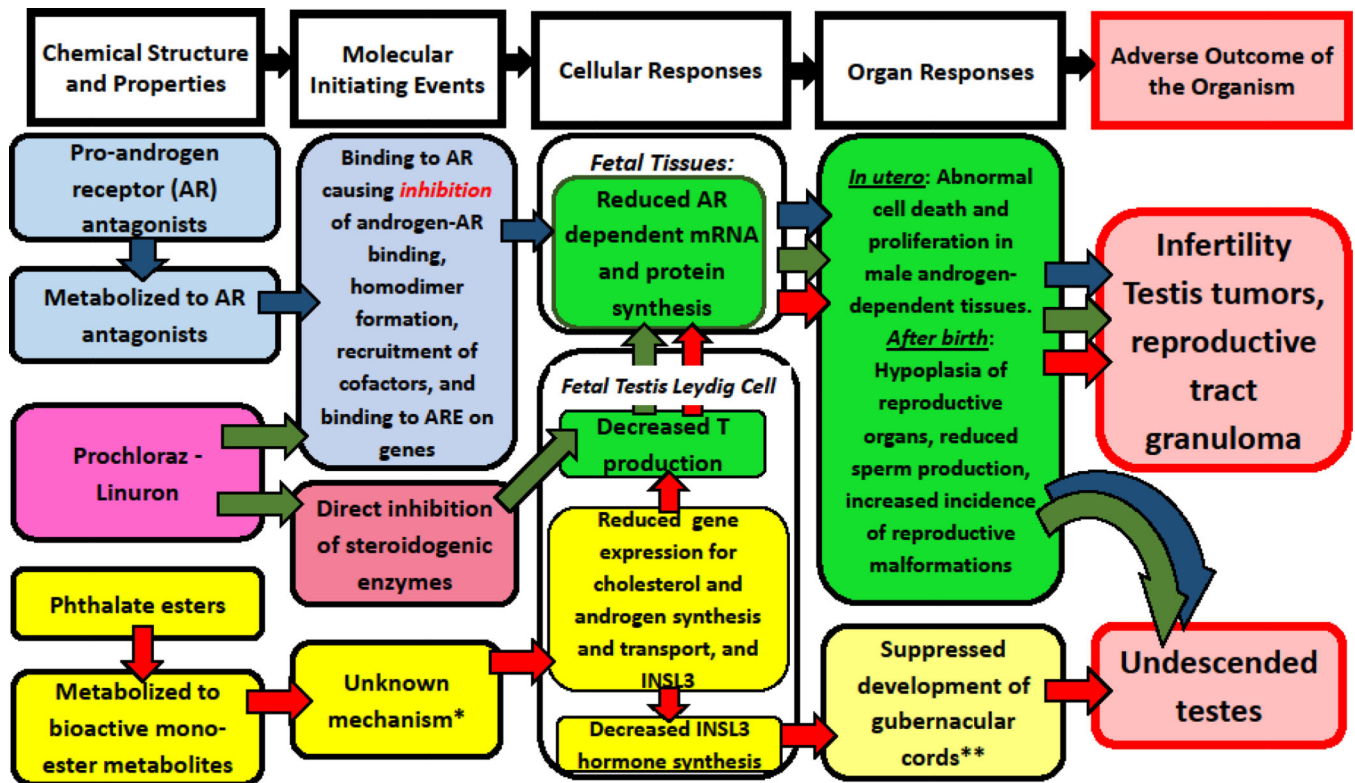 Chemical Structure
and Properties
Molecular
Initiating Events
Cellular Responses
Organ Responses
Adverse Outcome of
the Organism
Pro-androgen
receptor (AR)
antagonists
Metabolized to AR
antagonists
Prochloraz -
Linuron
Phthalate esters
Metabolized to
bioactive mono-
ester metabolites
Binding to AR
causing inhibition
of androgen-AR
binding,
homodimer
formation,
recruitment of
cofactors, and
binding to ARE on
genes
Direct inhibition
of steroidogenic
enzymes
Unknown
mechanism*
Fetal Tissues:
Reduced AR
dependent mRNA
and protein
synthesis
Fetal Testis Leydig Cell
Decreased T
production
Reduced gene
expression for
cholesterol and
androgen synthesis
and transport, and
INSL3
Decreased INSL3
hormone synthesis
In utero: Abnormal
cell death and
proliferation in
male androgen-
dependent tissues.
After birth:
Hypoplasia of
reproductive
organs, reduced
sperm production,
increased incidence
of reproductive
malformations
Suppressed
development of
gubernacular
cords**
Infertility
Testis tumors,
reproductive
tract
granuloma
Undescended
testes